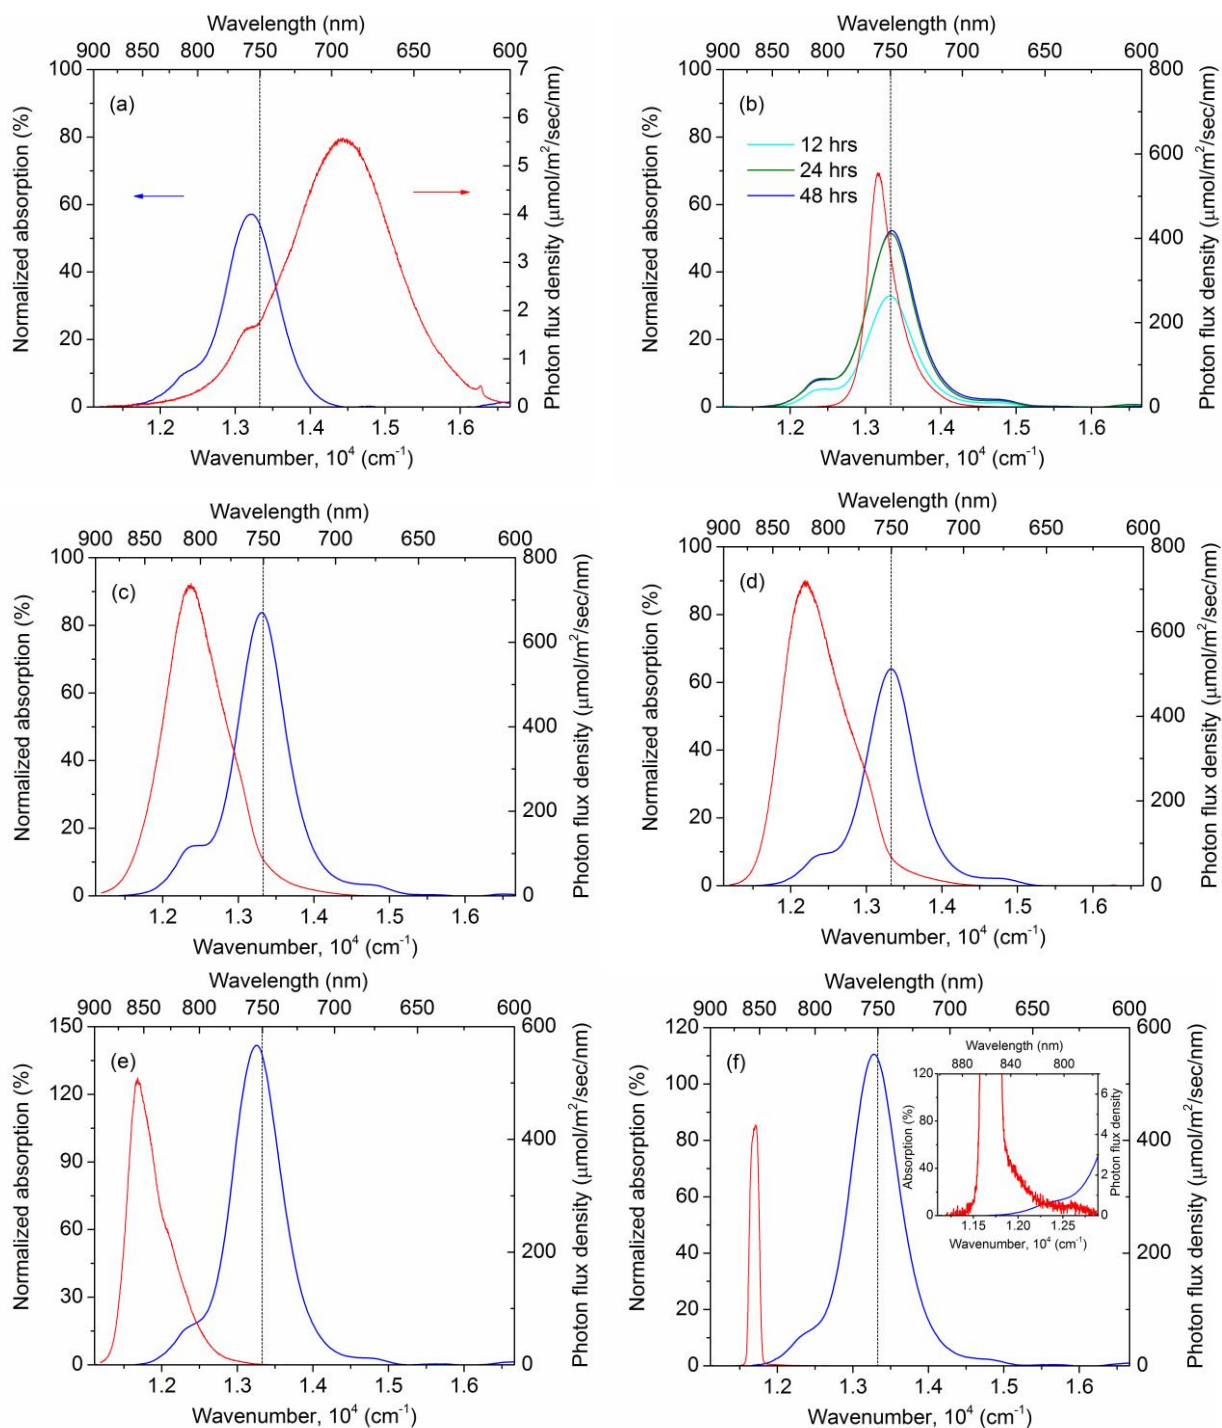 Wavelength (nm)
900 850 800 750 700 650 600
100 80 60 40 20 0
Normalized absorption (%)
(a)
7 6 5 4 3 2 1 0
Photon flux density (μmol/m²/sec/nm)
1.2 1.3 1.4 1.5 1.6
Wavenumber, 10⁴ (cm⁻¹)
Wavelength (nm)
900 850 800 750 700 650 600
100 80 60 40 20 0
Normalized absorption (%)
(b)
12 hrs
24 hrs
48 hrs
800 600 400 200 0
Photon flux density (μmol/m²/sec/nm)
1.2 1.3 1.4 1.5 1.6
Wavenumber, 10⁴ (cm⁻¹)
Wavelength (nm)
900 850 800 750 700 650 600
100 80 60 40 20 0
Normalized absorption (%)
(c)
800 600 400 200 0
Photon flux density (μmol/m²/sec/nm)
1.2 1.3 1.4 1.5 1.6
Wavenumber, 10⁴ (cm⁻¹)
Wavelength (nm)
900 850 800 750 700 650 600
100 80 60 40 20 0
Normalized absorption (%)
(d)
800 600 400 200 0
Photon flux density (μmol/m²/sec/nm)
1.2 1.3 1.4 1.5 1.6
Wavenumber, 10⁴ (cm⁻¹)
Wavelength (nm)
900 850 800 750 700 650 600
150 120 90 60 30 0
Normalized absorption (%)
(e)
600 400 200 0
Photon flux density (μmol/m²/sec/nm)
1.2 1.3 1.4 1.5 1.6
Wavenumber, 10⁴ (cm⁻¹)
Wavelength (nm)
900 850 800 750 700 650 600
120 100 80 60 40 20 0
Normalized absorption (%)
(f)
Wavelength (nm)
880 840 800
120 80 40 0
Absorption (%)
6 4 2 0
Photon flux density
1.15 1.20 1.25
Wavenumber, 10⁴ (cm⁻¹)
600 400 200 0
Photon flux density (μmol/m²/sec/nm)
1.2 1.3 1.4 1.5 1.6
Wavenumber, 10⁴ (cm⁻¹)